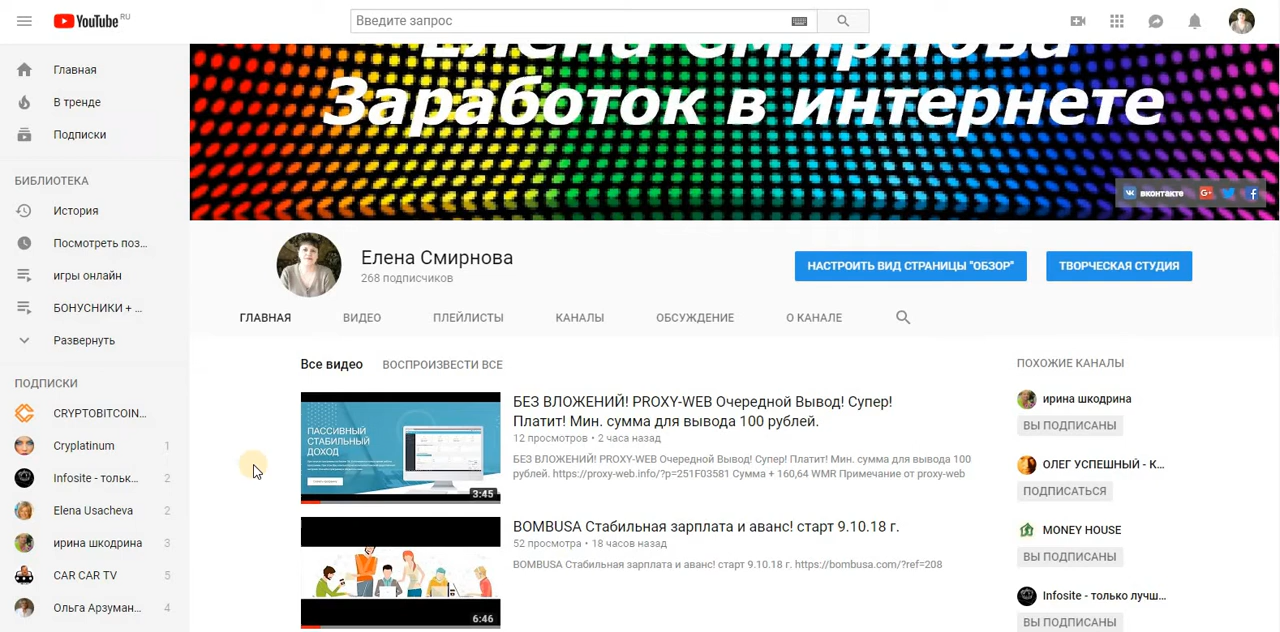 YouTube RU
Введите запрос
Главная
В тренде
Подписки
БИБЛИОТЕКА
История
Посмотреть поз...
игры онлайн
БОНУСНИКИ + ...
Развернуть
ПОДПИСКИ
CRYPTOBITCOIN...
Cryplatinum 1
Infosite - тольк... 2
Elena Usacheva 2
ирина шкодрина 3
CAR CAR TV 5
Ольга Арзуман... 4
Елена Смирнова
Заработок в интернете
вконтакте G+
Елена Смирнова
268 подписчиков
НАСТРОИТЬ ВИД СТРАНИЦЫ "ОБЗОР"
ТВОРЧЕСКАЯ СТУДИЯ
ГЛАВНАЯ ВИДЕО ПЛЕЙЛИСТЫ КАНАЛЫ ОБСУЖДЕНИЕ О КАНАЛЕ
Все видео ВОСПРОИЗВЕСТИ ВСЕ
ПАССИВНЫЙ
СТАБИЛЬНЫЙ
ДОХОД
3:45
БЕЗ ВЛОЖЕНИЙ! PROXY-WEB Очередной Вывод! Супер!
Платит! Мин. сумма для вывода 100 рублей.
12 просмотров • 2 часа назад
БЕЗ ВЛОЖЕНИЙ! PROXY-WEB Очередной Вывод! Супер! Платит! Мин. сумма для вывода 100
рублей. https://proxy-web.info/?p=251F03581 Сумма + 160,64 WMR Примечание от proxy-web
6:46
BOMBUSA Стабильная зарплата и аванс! старт 9.10.18 г.
52 просмотра • 18 часов назад
BOMBUSA Стабильная зарплата и аванс! старт 9.10.18 г. https://bombusa.com/?ref=208
ПОХОЖИЕ КАНАЛЫ
ирина шкодрина
ВЫ ПОДПИСАНЫ
ОЛЕГ УСПЕШНЫЙ - К...
ПОДПИСАТЬСЯ
MONEY HOUSE
ВЫ ПОДПИСАНЫ
Infosite - только лучш...
ВЫ ПОДПИСАНЫ